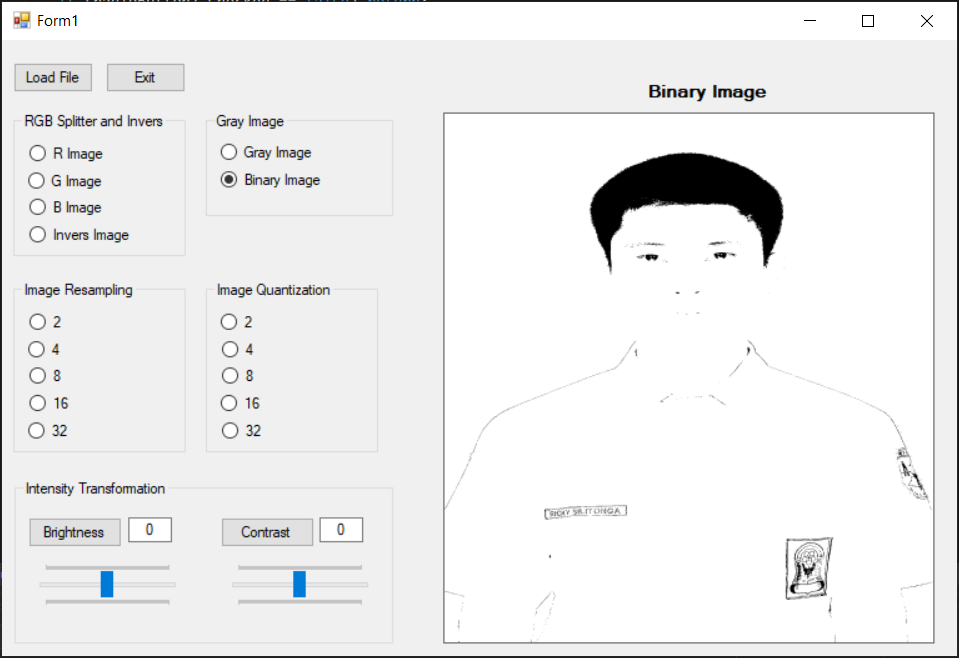 Form1
Load File
Exit
Binary Image
RGB Splitter and Invers
R Image
G Image
B Image
Invers Image
Gray Image
Gray Image
Binary Image
Image Resampling
2
4
8
16
32
Image Quantization
2
4
8
16
32
Intensity Transformation
Brightness
0
Contrast
0